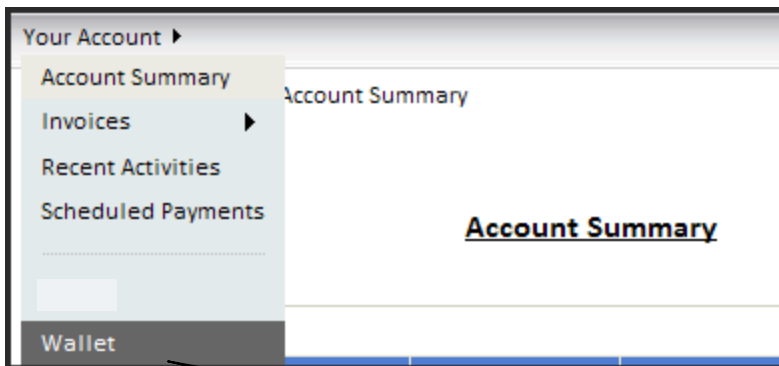 Your Account
Account Summary
Account Summary
Invoices
Recent Activities
Scheduled Payments
Account Summary
Wallet